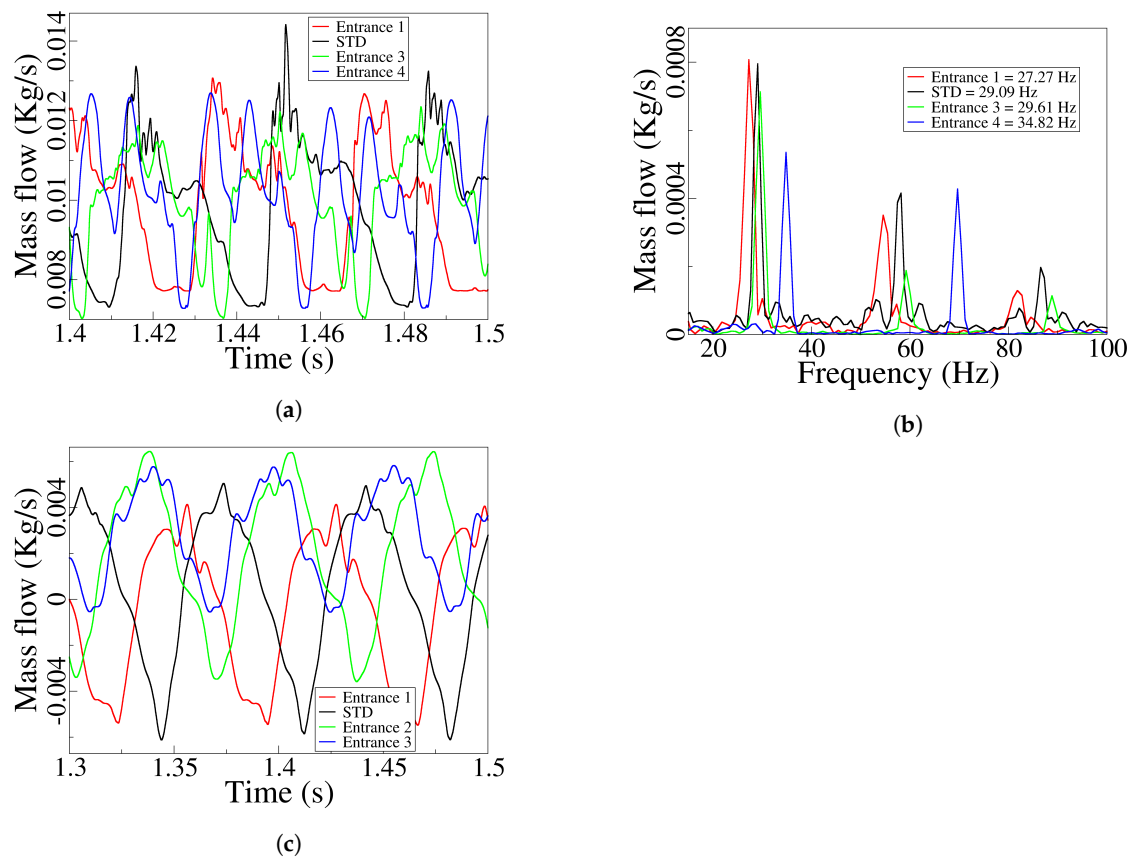 Mass flow (Kg/s)
0.014
0.012
0.01
0.008
Entrance 1
STD
Entrance 3
Entrance 4
1.4 1.42 1.44 1.46 1.48 1.5
Time (s)
(a)
Mass flow (Kg/s)
0.0008
0.0004
0
Entrance 1 = 27.27 Hz
STD = 29.09 Hz
Entrance 3 = 29.61 Hz
Entrance 4 = 34.82 Hz
20 40 60 80 100
Frequency (Hz)
(b)
Mass flow (Kg/s)
0.004
0
-0.004
Entrance 1
STD
Entrance 2
Entrance 3
1.3 1.35 1.4 1.45 1.5
Time (s)
(c)